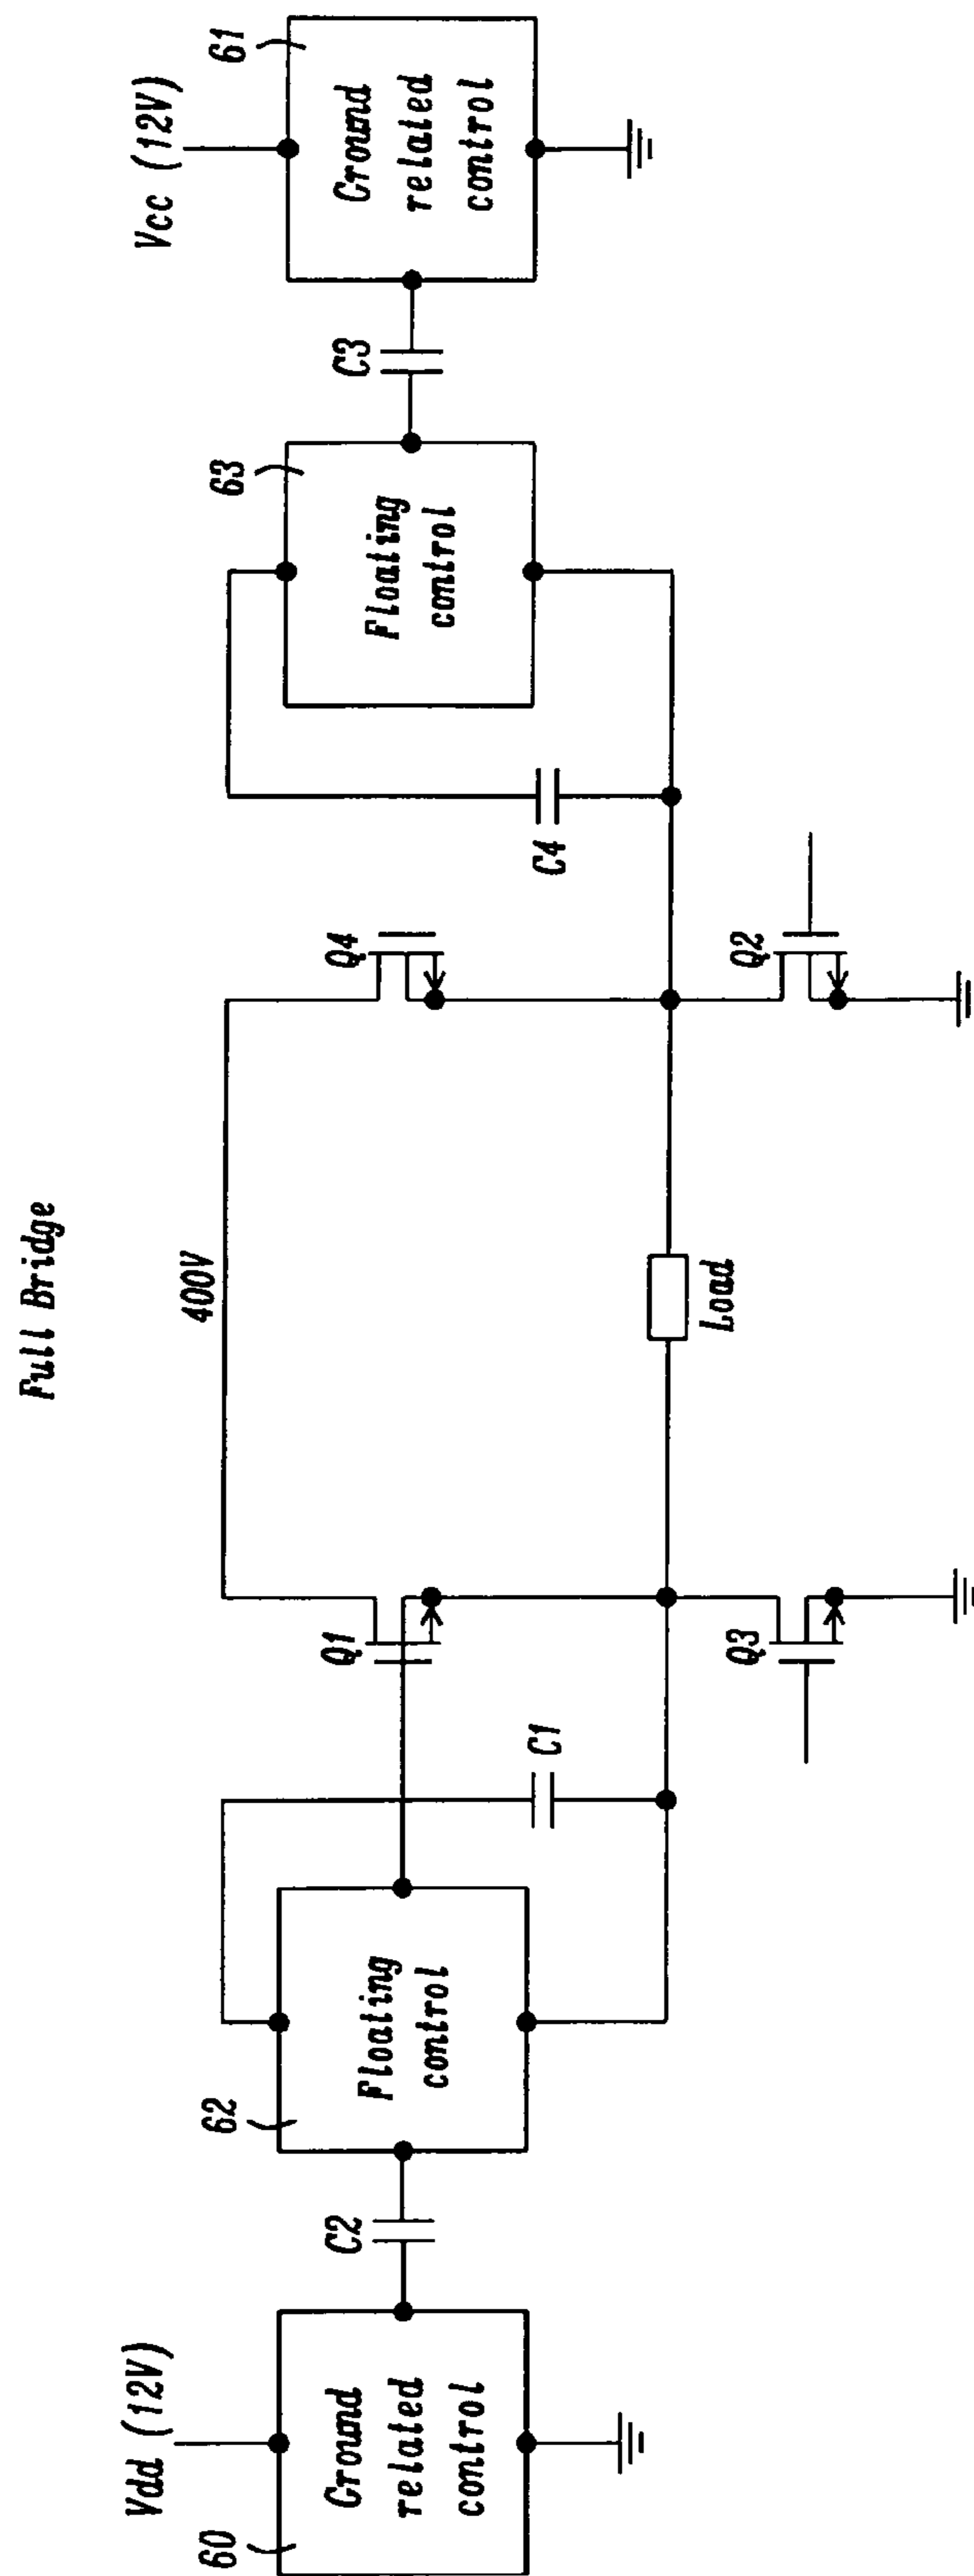 Full Bridge
Vdd (12V)
60
Ground
related
control
C2
62
Floating
control
C1
Q1
400V
Q4
Q3
Load
Q2
C4
63
Floating
control
C3
Vcc (12V)
61
Ground
related
control